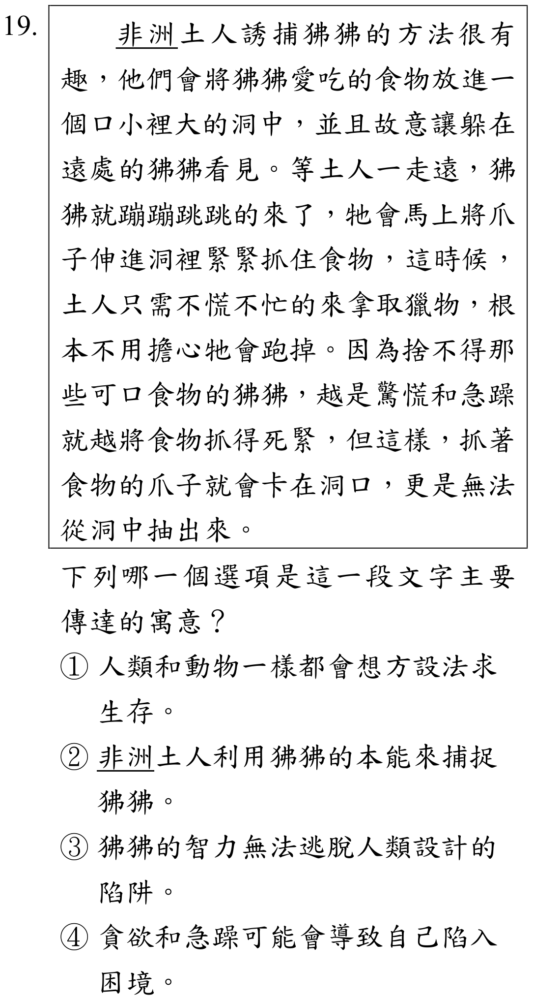 19.
非洲土人誘捕狒狒的方法很有
趣，他們會將狒狒愛吃的食物放進一
個口小裡大的洞中，並且故意讓躲在
遠處的狒狒看見。等土人一走遠，狒
狒就蹦蹦跳跳的來了，牠會馬上將爪
子伸進洞裡緊緊抓住食物，這時候，
土人只需不慌不忙的來拿取獵物，根
本不用擔心牠會跑掉。因為捨不得那
些可口食物的狒狒，越是驚慌和急躁
就越將食物抓得死緊，但這樣，抓著
食物的爪子就會卡在洞口，更是無法
從洞中抽出來。
下列哪一個選項是這一段文字主要
傳達的寓意？
① 人類和動物一樣都會想方設法求
生存。
② 非洲土人利用狒狒的本能來捕捉
狒狒。
③ 狒狒的智力無法逃脫人類設計的
陷阱。
④ 貪欲和急躁可能會導致自己陷入
困境。